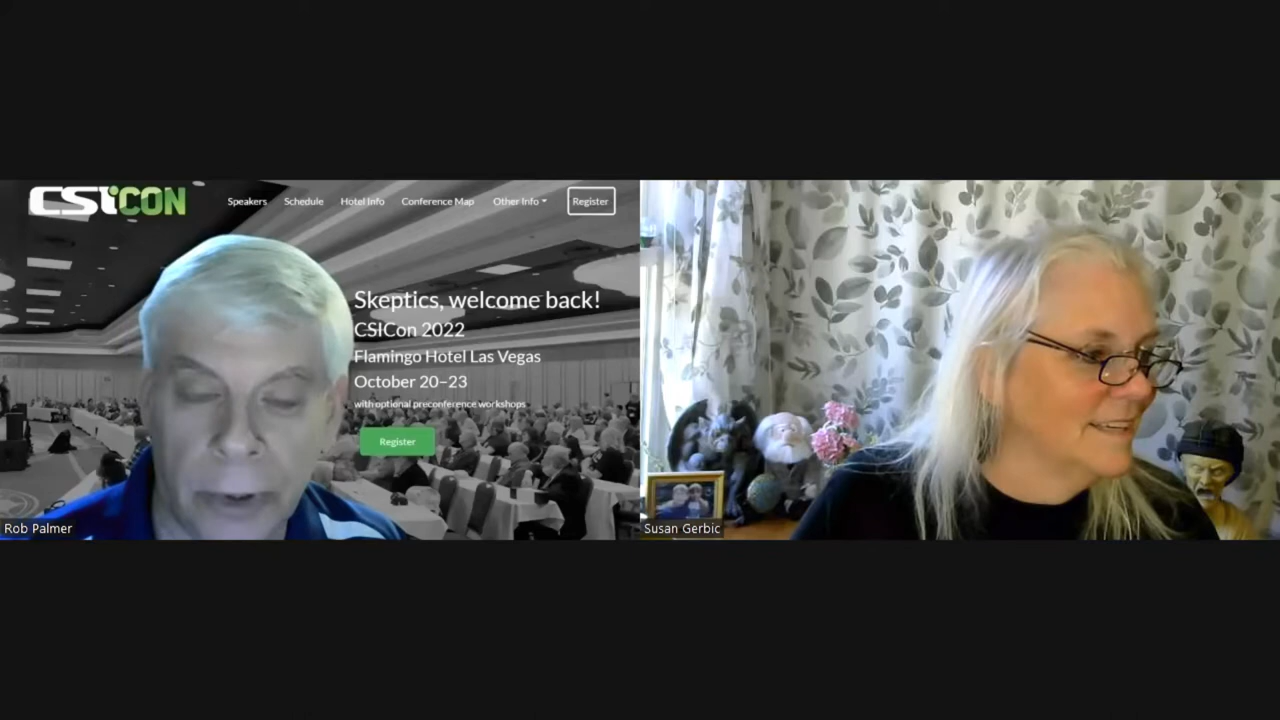 CSICON
Speakers Schedule Hotel Info Conference Map Other Info Register
Skeptics, welcome back!
CSICon 2022
Flamingo Hotel Las Vegas
October 20–23
with optional preconference workshops
Register
Rob Palmer
Susan Gerbic